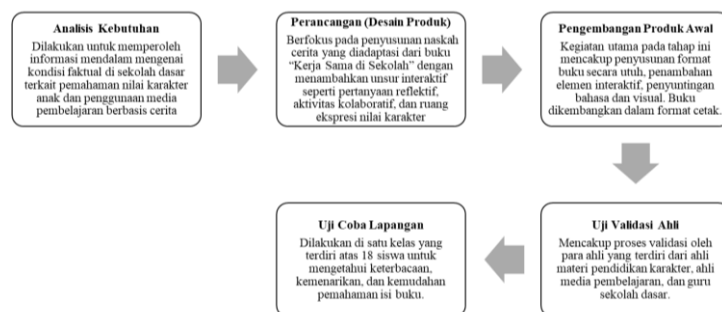 Analisis Kebutuhan
Dilakukan untuk memperoleh
informasi mendalam mengenai
kondisi faktual di sekolah dasar
terkait pemahaman nilai karakter
anak dan penggunaan media
pembelajaran berbasis cerita
Perancangan (Desain Produk)
Berfokus pada penyusunan naskah
cerita yang diadaptasi dari buku
“Kerja Sama di Sekolah” dengan
menambahkan unsur interaktif
seperti pertanyaan reflektif,
aktivitas kolaboratif, dan ruang
ekspresi nilai karakter
Pengembangan Produk Awal
Kegiatan utama pada tahap ini
mencakup penyusunan format
buku secara utuh, penambahan
elemen interaktif, penyuntingan
bahasa dan visual. Buku
dikembangkan dalam format cetak.
Uji Validasi Ahli
Mencakup proses validasi oleh
para ahli yang terdiri dari ahli
materi pendidikan karakter, ahli
media pembelajaran, dan guru
sekolah dasar.
Uji Coba Lapangan
Dilakukan di satu kelas yang
terdiri atas 18 siswa untuk
mengetahui keterbacaan,
kemenarikan, dan kemudahan
pemahaman isi buku.